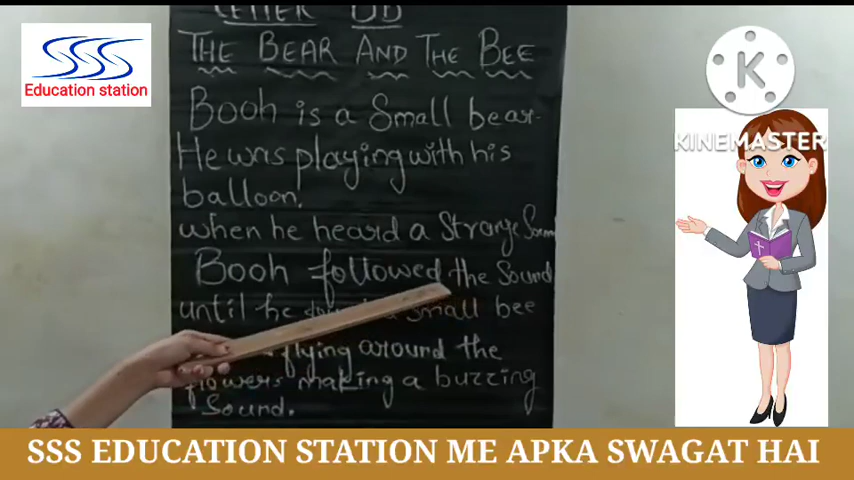 LETTER
THE BEAR AND THE BEE
Booh is a Small bear.
He was playing with his
balloon.
when he heard a Strange Sound
Booh followed the Sound
until he small bee
flying around the
flowers making a buzzing
Sound.
SSS
Education station
K
KINEMASTER
SSS EDUCATION STATION ME APKA SWAGAT HAI